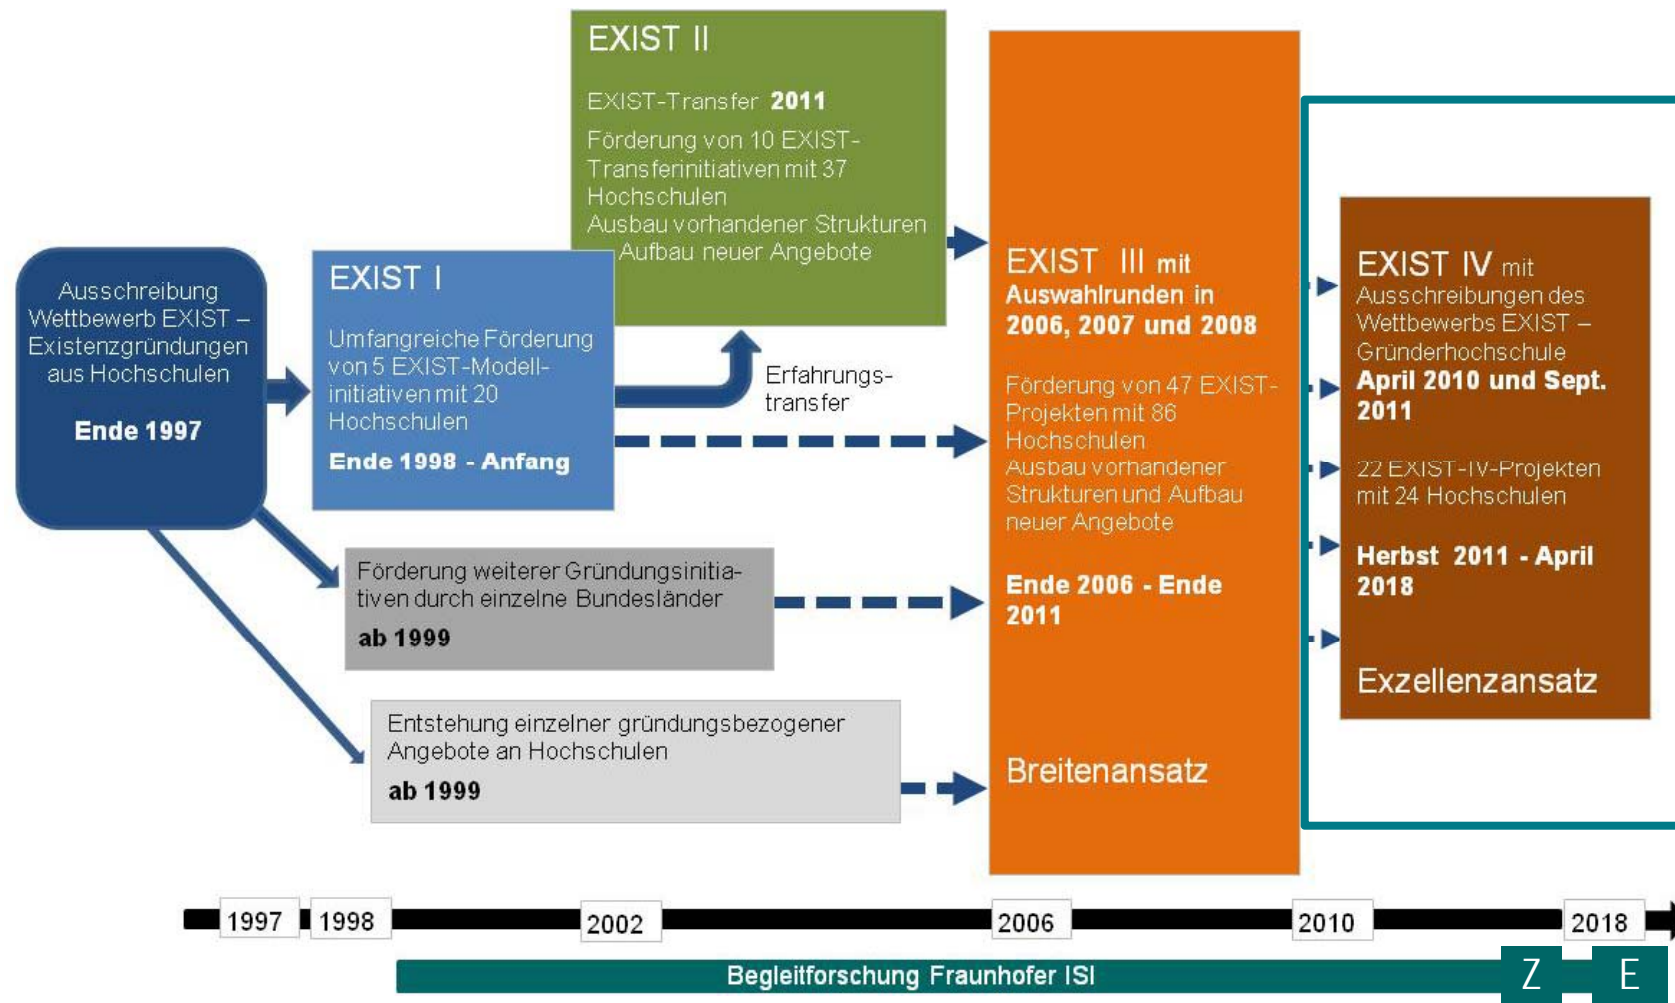 Ausschreibung
Wettbewerb EXIST –
Existenzgründungen
aus Hochschulen
Ende 1997
EXIST I
Umfangreiche Förderung
von 5 EXIST-Modell-
initiativen mit 20
Hochschulen
Ende 1998 - Anfang
EXIST II
EXIST-Transfer 2011
Förderung von 10 EXIST-
Transferinitiativen mit 37
Hochschulen
Ausbau vorhandener Strukturen
Aufbau neuer Angebote
Erfahrungs-
transfer
Förderung weiterer Gründungsinitia-
tiven durch einzelne Bundesländer
ab 1999
Entstehung einzelner gründungsbezogener
Angebote an Hochschulen
ab 1999
EXIST III mit
Auswahlrunden in
2006, 2007 und 2008
Förderung von 47 EXIST-
Projekten mit 86
Hochschulen
Ausbau vorhandener
Strukturen und Aufbau
neuer Angebote
Ende 2006 - Ende
2011
Breitenansatz
EXIST IV mit
Ausschreibungen des
Wettbewerbs EXIST –
Gründerhochschule
April 2010 und Sept.
2011
22 EXIST-IV-Projekten
mit 24 Hochschulen
Herbst 2011 - April
2018
Exzellenzansatz
1997 1998 2002 2006 2010 2018
Begleitforschung Fraunhofer ISI
Z E